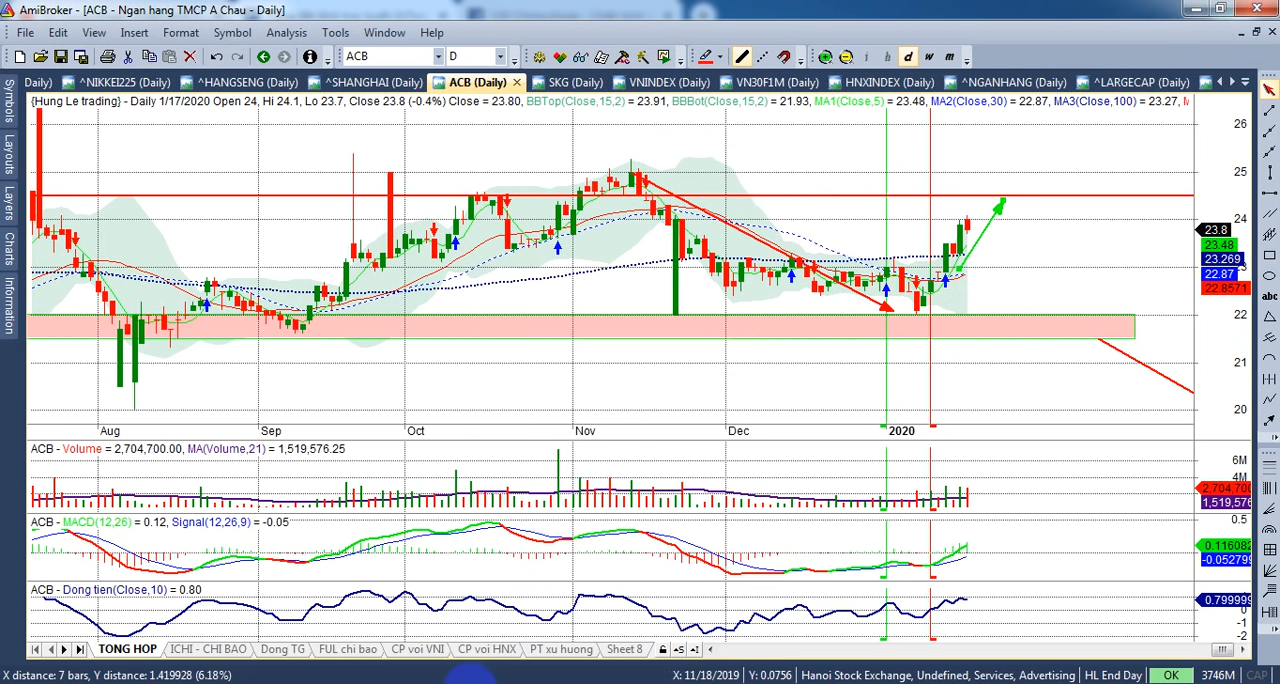 AmiBroker - [ACB - Ngan hang TMCP A Chau - Daily]
File Edit View Insert Format Symbol Analysis Tools Window Help
ACB D i h d w m
Daily) ^NIKKEI225 (Daily) ^HANGSENG (Daily) ^SHANGHAI (Daily) ACB (Daily) SKG (Daily) VNINDEX (Daily) VN30F1M (Daily) HNXINDEX (Daily) ^NGANHANG (Daily) ^LARGECAP (Daily)
Symbols
Layouts
Layers
Charts
Information
{Hung Le trading} - Daily 1/17/2020 Open 24, Hi 24.1, Lo 23.7, Close 23.8 (-0.4%) Close = 23.80, BBTop(Close,15,2) = 23.91, BBBot(Close,15,2) = 21.93, MA1(Close,5) = 23.48, MA2(Close,30) = 22.87, MA3(Close,100) = 23.27,
26
25
24
23.8
23.48
23.269
22.87
22.8571
22
21
20
abc
Aug Sep Oct Nov Dec 2020
ACB - Volume = 2,704,700.00, MA(Volume,21) = 1,519,576.25
6M
4M
2,704,700
1,519,576
ACB - MACD(12,26) = 0.12, Signal(12,26,9) = -0.05
0.5
0.116082
-0.052799
ACB - Dong tien(Close,10) = 0.80
0.799999
0
-1
-2
TONG HOP ICHI - CHI BAO Dong TG FUL chi bao CP voi VNI CP voi HNX PT xu huong Sheet 8
X distance: 7 bars, Y distance: 1.419928 (6.18%) X: 11/18/2019 Y: 0.0756 Hanoi Stock Exchange, Undefined, Services, Advertising HL End Day OK 3746M CAP